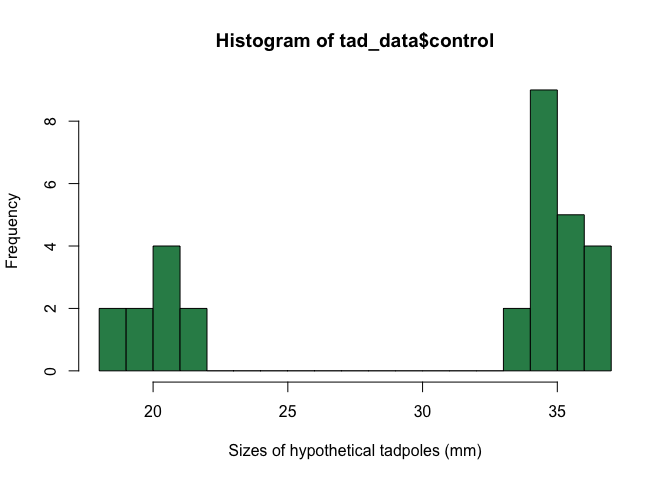 Histogram of tad_data$control
Frequency
8
6
4
2
0
20 25 30 35
Sizes of hypothetical tadpoles (mm)